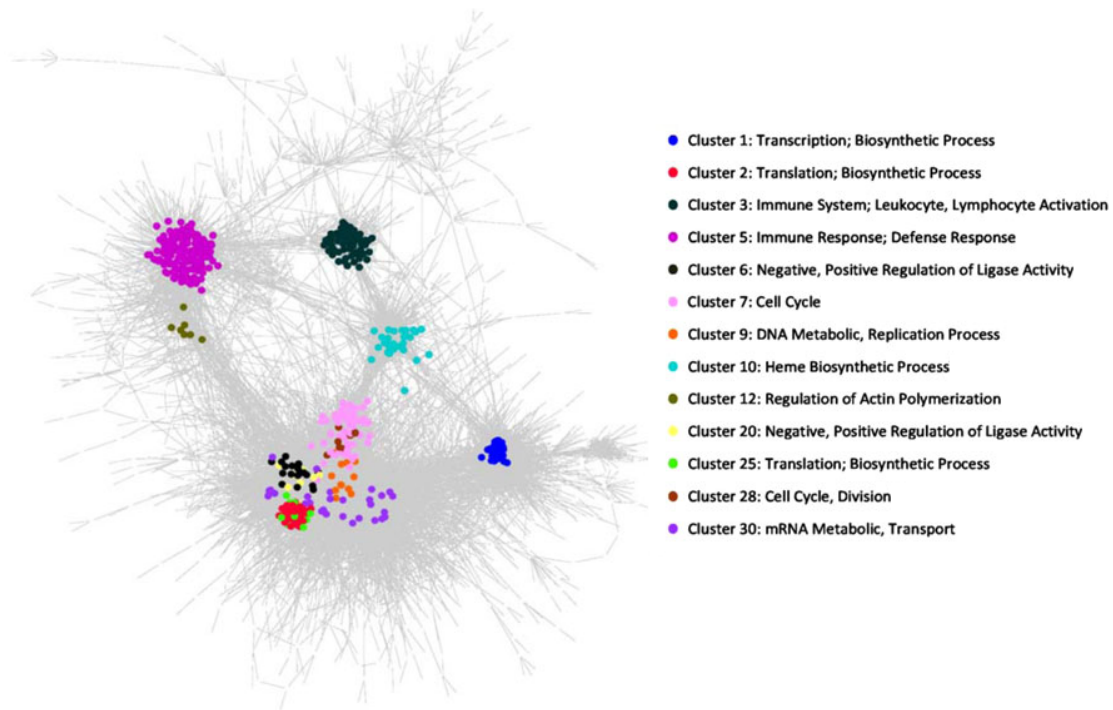 Cluster 1: Transcription; Biosynthetic Process
Cluster 2: Translation; Biosynthetic Process
Cluster 3: Immune System; Leukocyte, Lymphocyte Activation
Cluster 5: Immune Response; Defense Response
Cluster 6: Negative, Positive Regulation of Ligase Activity
Cluster 7: Cell Cycle
Cluster 9: DNA Metabolic, Replication Process
Cluster 10: Heme Biosynthetic Process
Cluster 12: Regulation of Actin Polymerization
Cluster 20: Negative, Positive Regulation of Ligase Activity
Cluster 25: Translation; Biosynthetic Process
Cluster 28: Cell Cycle, Division
Cluster 30: mRNA Metabolic, Transport